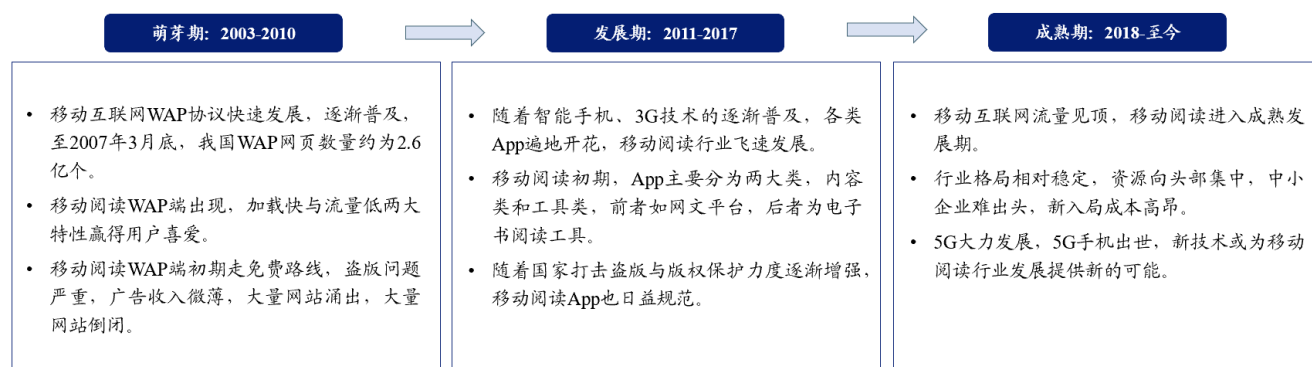 萌芽期：2003-2010
移动互联网WAP协议快速发展，逐渐普及，
至2007年3月底，我国WAP网页数量约为2.6
亿个。
移动阅读WAP端出现，加载快与流量低两大
特性赢得用户喜爱。
移动阅读WAP端初期走免费路线，盗版问题
严重，广告收入微薄，大量网站涌出，大量
网站倒闭。
发展期：2011-2017
随着智能手机、3G技术的逐渐普及，各类
App遍地开花，移动阅读行业飞速发展。
移动阅读初期，App主要分为两大类，内容
类和工具类，前者如网文平台，后者为电子
书阅读工具。
随着国家打击盗版与版权保护力度逐渐增强，
移动阅读App也日益规范。
成熟期：2018-至今
移动互联网流量见顶，移动阅读进入成熟发
展期。
行业格局相对稳定，资源向头部集中，中小
企业难出头，新入局成本高昂。
5G大力发展，5G手机出世，新技术或为移动
阅读行业发展提供新的可能。